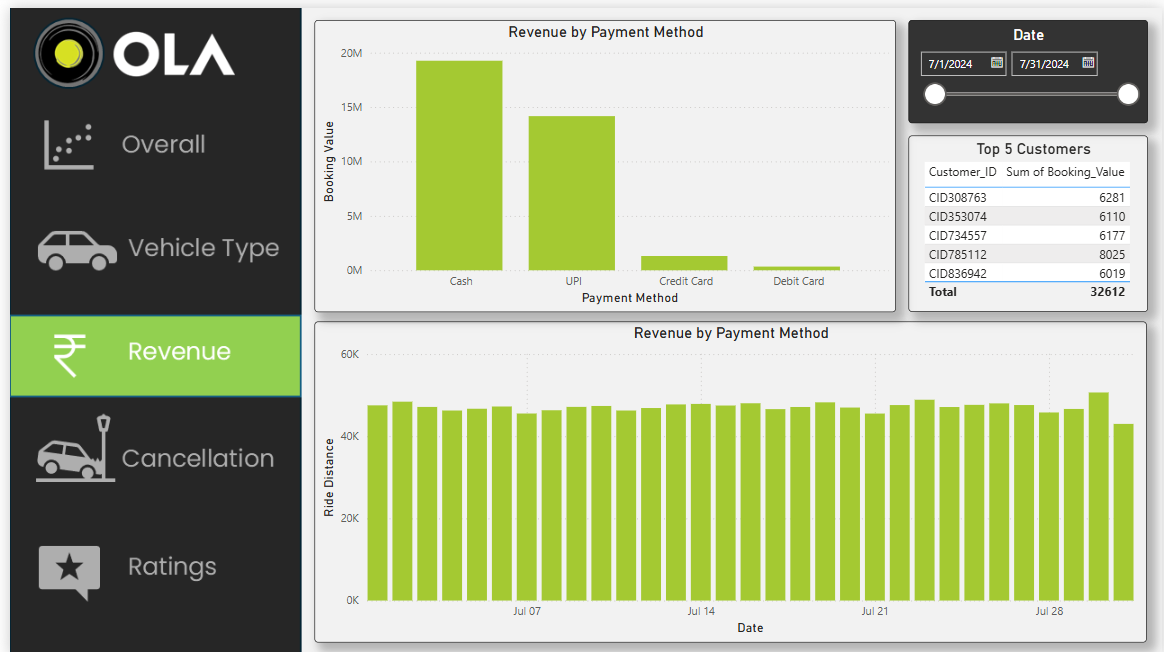 OLA
Overall
Vehicle Type
₹
Revenue
Cancellation
Ratings
Revenue by Payment Method
20M
15M
10M
5M
0M
Booking Value
Cash UPI Credit Card Debit Card
Payment Method
Date
7/1/2024 7/31/2024
Top 5 Customers
Customer_ID Sum of Booking_Value
CID308763 6281
CID353074 6110
CID734557 6177
CID785112 8025
CID836942 6019
Total 32612
Revenue by Payment Method
60K
40K
20K
0K
Ride Distance
Jul 07 Jul 14 Jul 21 Jul 28
Date